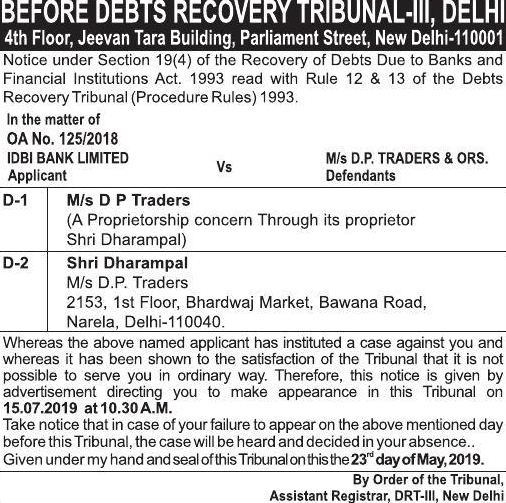 BEFORE DEBTS RECOVERY TRIBUNAL-III, DELHI
4th Floor, Jeevan Tara Building, Parliament Street, New Delhi-110001
Notice under Section 19(4) of the Recovery of Debts Due to Banks and
Financial Institutions Act. 1993 read with Rule 12 & 13 of the Debts
Recovery Tribunal (Procedure Rules) 1993.
In the matter of
OA No. 125/2018
IDBI BANK LIMITED Vs M/s D.P. TRADERS & ORS.
Applicant Defendants
D-1 M/s D P Traders
(A Proprietorship concern Through its proprietor
Shri Dharampal)
D-2 Shri Dharampal
M/s D.P. Traders
2153, 1st Floor, Bhardwaj Market, Bawana Road,
Narela, Delhi-110040.
Whereas the above named applicant has instituted a case against you and
whereas it has been shown to the satisfaction of the Tribunal that it is not
possible to serve you in ordinary way. Therefore, this notice is given by
advertisement directing you to make appearance in this Tribunal on
15.07.2019 at 10.30 A.M.
Take notice that in case of your failure to appear on the above mentioned day
before this Tribunal, the case will be heard and decided in your absence..
Given under my hand and seal of this Tribunal on this the 23rd day of May, 2019.
By Order of the Tribunal,
Assistant Registrar, DRT-III, New Delhi